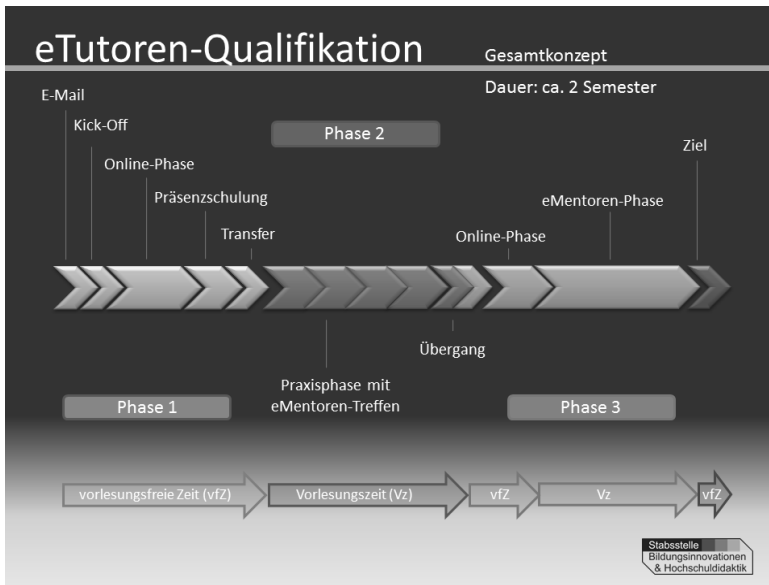 eTutoren-Qualifikation
Gesamtkonzept
Dauer: ca. 2 Semester
E-Mail
Kick-Off
Online-Phase
Präsenzschulung
Transfer
Phase 2
Online-Phase
eMentoren-Phase
Ziel
Übergang
Praxisphase mit
eMentoren-Treffen
Phase 1
Phase 3
vorlesungsfreie Zeit (vfZ)
Vorlesungszeit (Vz)
vfZ
Vz
vfZ
Stabsstelle
Bildungsinnovationen
& Hochschuldidaktik